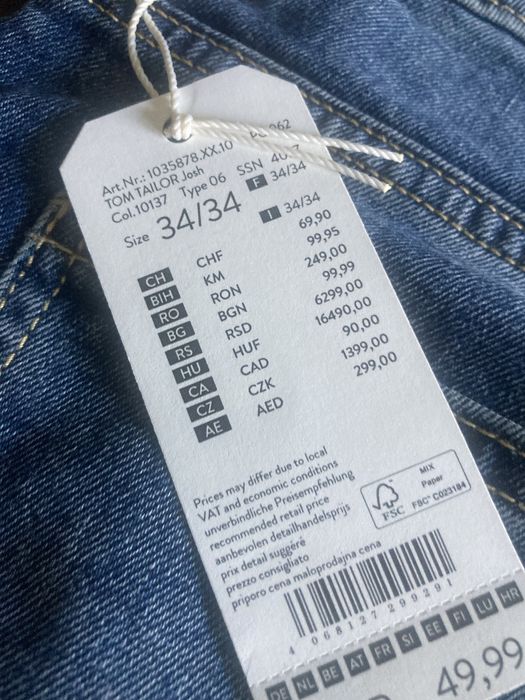 Art.Nr.: 1035878.XX.10
TOM TAILOR Josh
Col.10137 Type 06 SSN
Size 34/34
F 34/34
I 34/34
CH CHF 69,90
BIH KM 99,95
RO RON 249,00
BG BGN 99,99
RS RSD 6299,00
HU HUF 16490,00
CA CAD 90,00
CZ CZK 1399,00
AE AED 299,00
Prices may differ due to local
VAT and economic conditions
unverbindliche Preisempfehlung
recommended retail price
aanbevolen detailhandelsprijs
prix detail suggéré
prezzo consigliato
priporo cena maloprodajna cena
FSC
MIX
Paper
FSC® C023184
4 068127 299291
DE NL BE AT FR SI EE FI LU HR
49,99